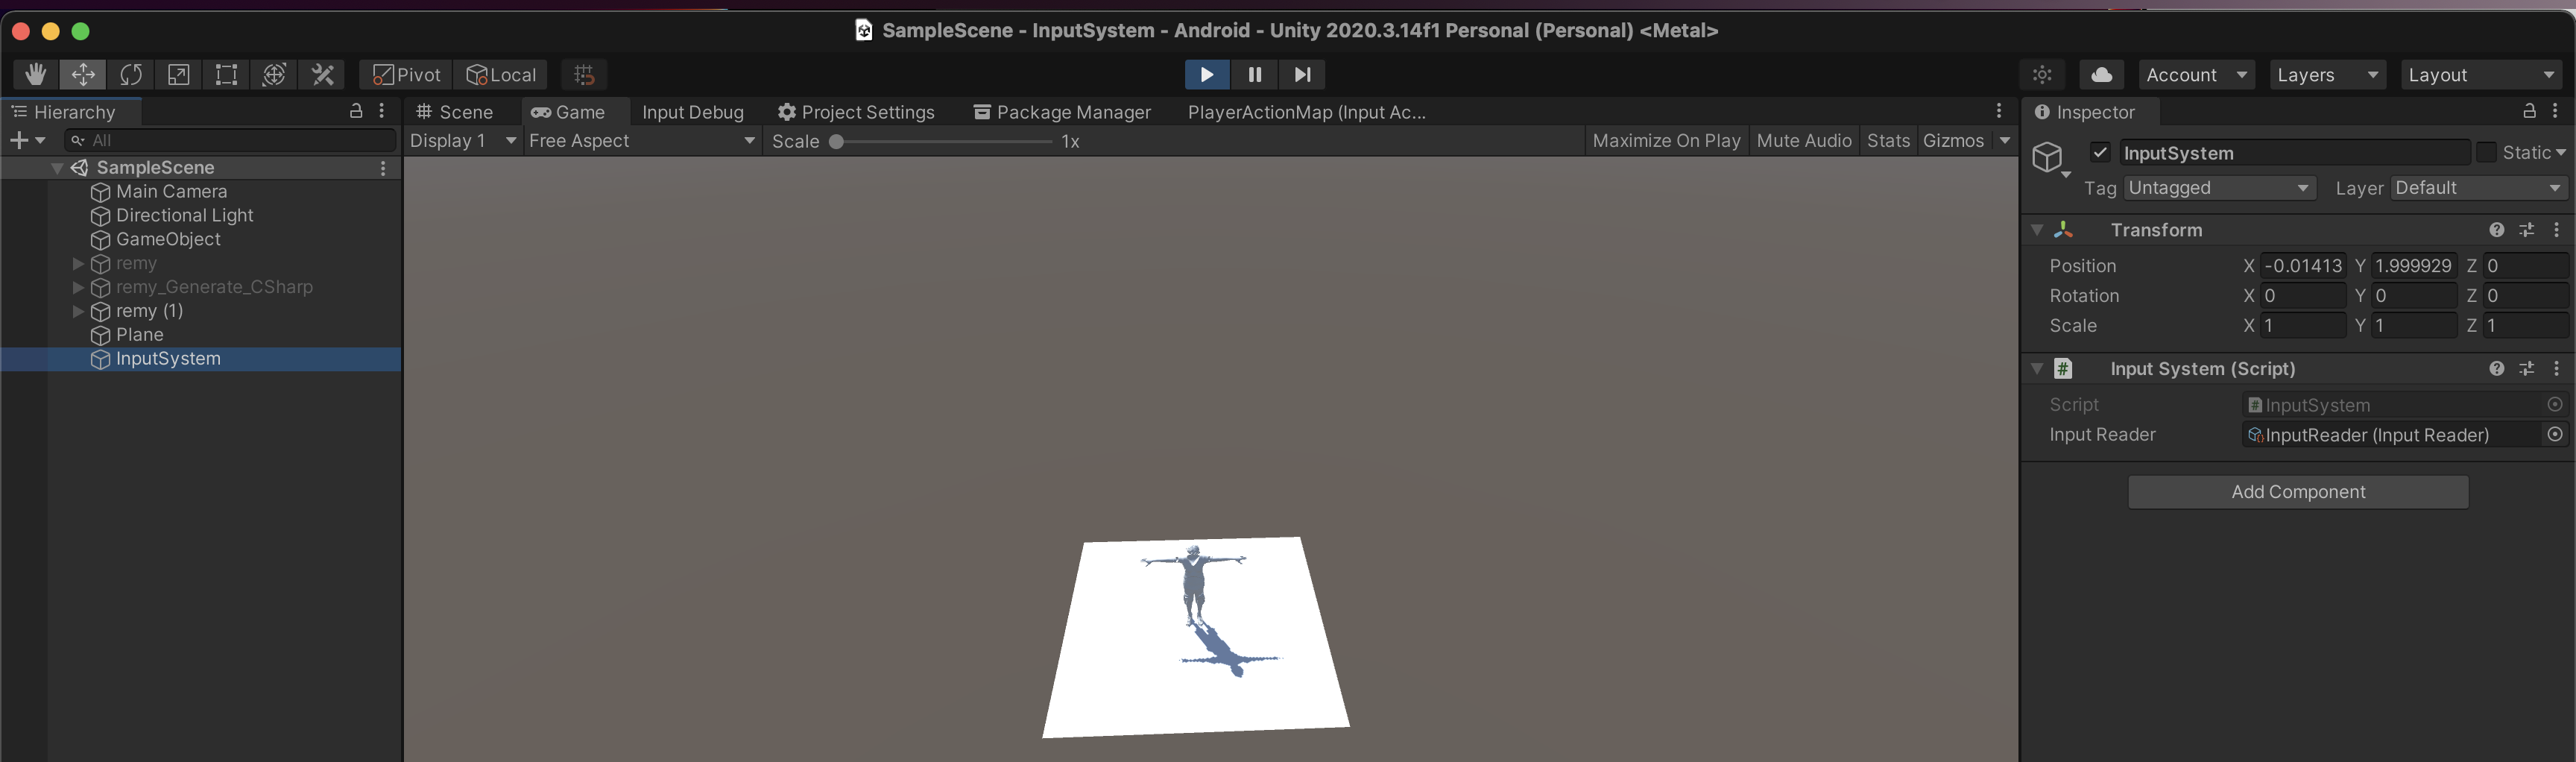 SampleScene - InputSystem - Android - Unity 2020.3.14f1 Personal (Personal) <Metal>
Pivot Local Account Layers Layout
Hierarchy Scene Game Input Debug Project Settings Package Manager PlayerActionMap (Input Ac... Inspector
All Display 1 Free Aspect Scale 1x Maximize On Play Mute Audio Stats Gizmos
InputSystem Static
SampleScene
Main Camera
Tag Untagged Layer Default
Directional Light
Transform
GameObject
remy
Position X -0.01413 Y 1.999929 Z 0
remy_Generate_CSharp
Rotation X 0 Y 0 Z 0
remy (1)
Scale X 1 Y 1 Z 1
Plane
InputSystem
Input System (Script)
Script InputSystem
Input Reader InputReader (Input Reader)
Add Component